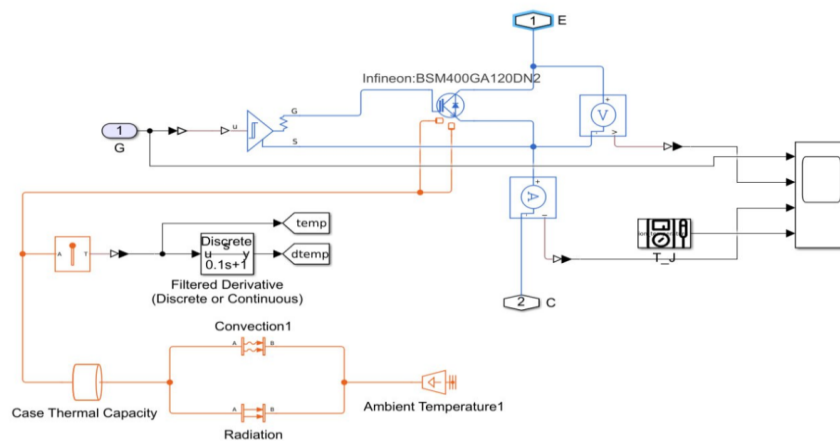 1
E
Infineon:BSM400GA120DN2
1
G
u
G
S
+
V
V
+
A
I
temp
A
T
Discrete
u s y
0.1s+1
dtemp
Filtered Derivative
(Discrete or Continuous)
T_J
2
C
Convection1
A
B
Case Thermal Capacity
A
B
Radiation
Ambient Temperature1